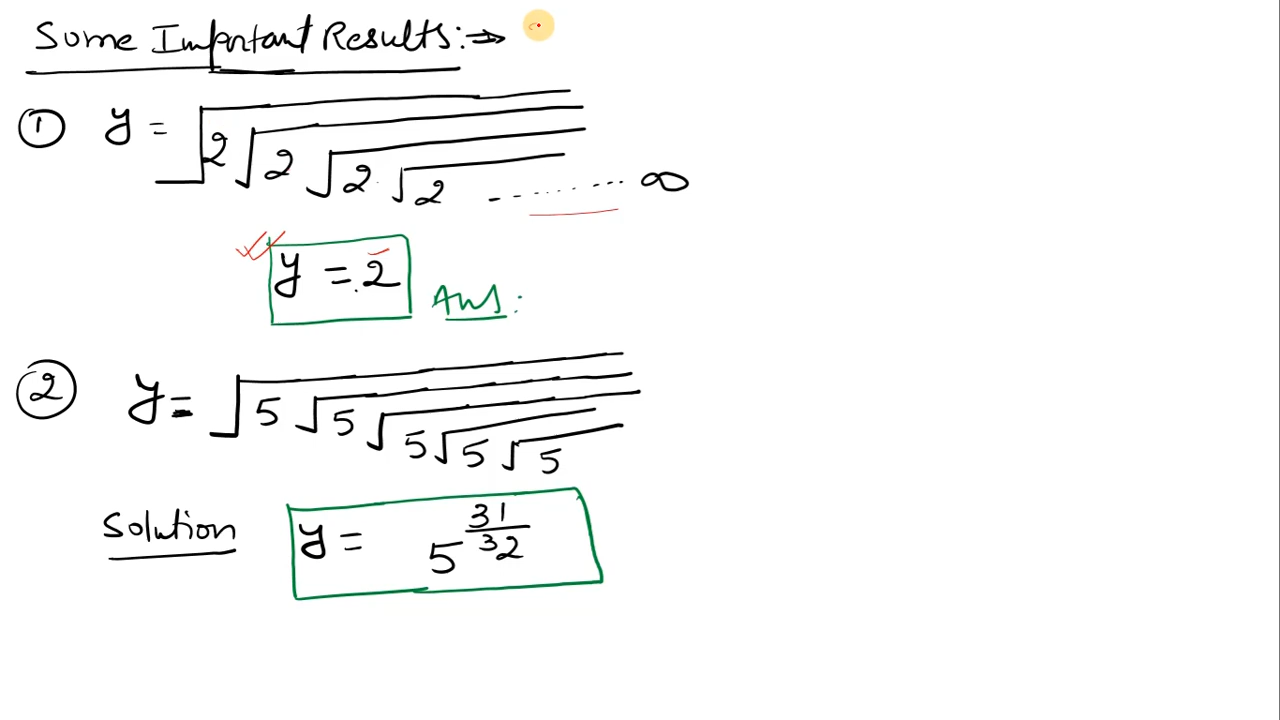 Some Important Results:→
① y = √2√2√2√2 ........ ∞
y = 2
Ans:
② y = √5√5√5√5√5
Solution y = 5^(31/32)